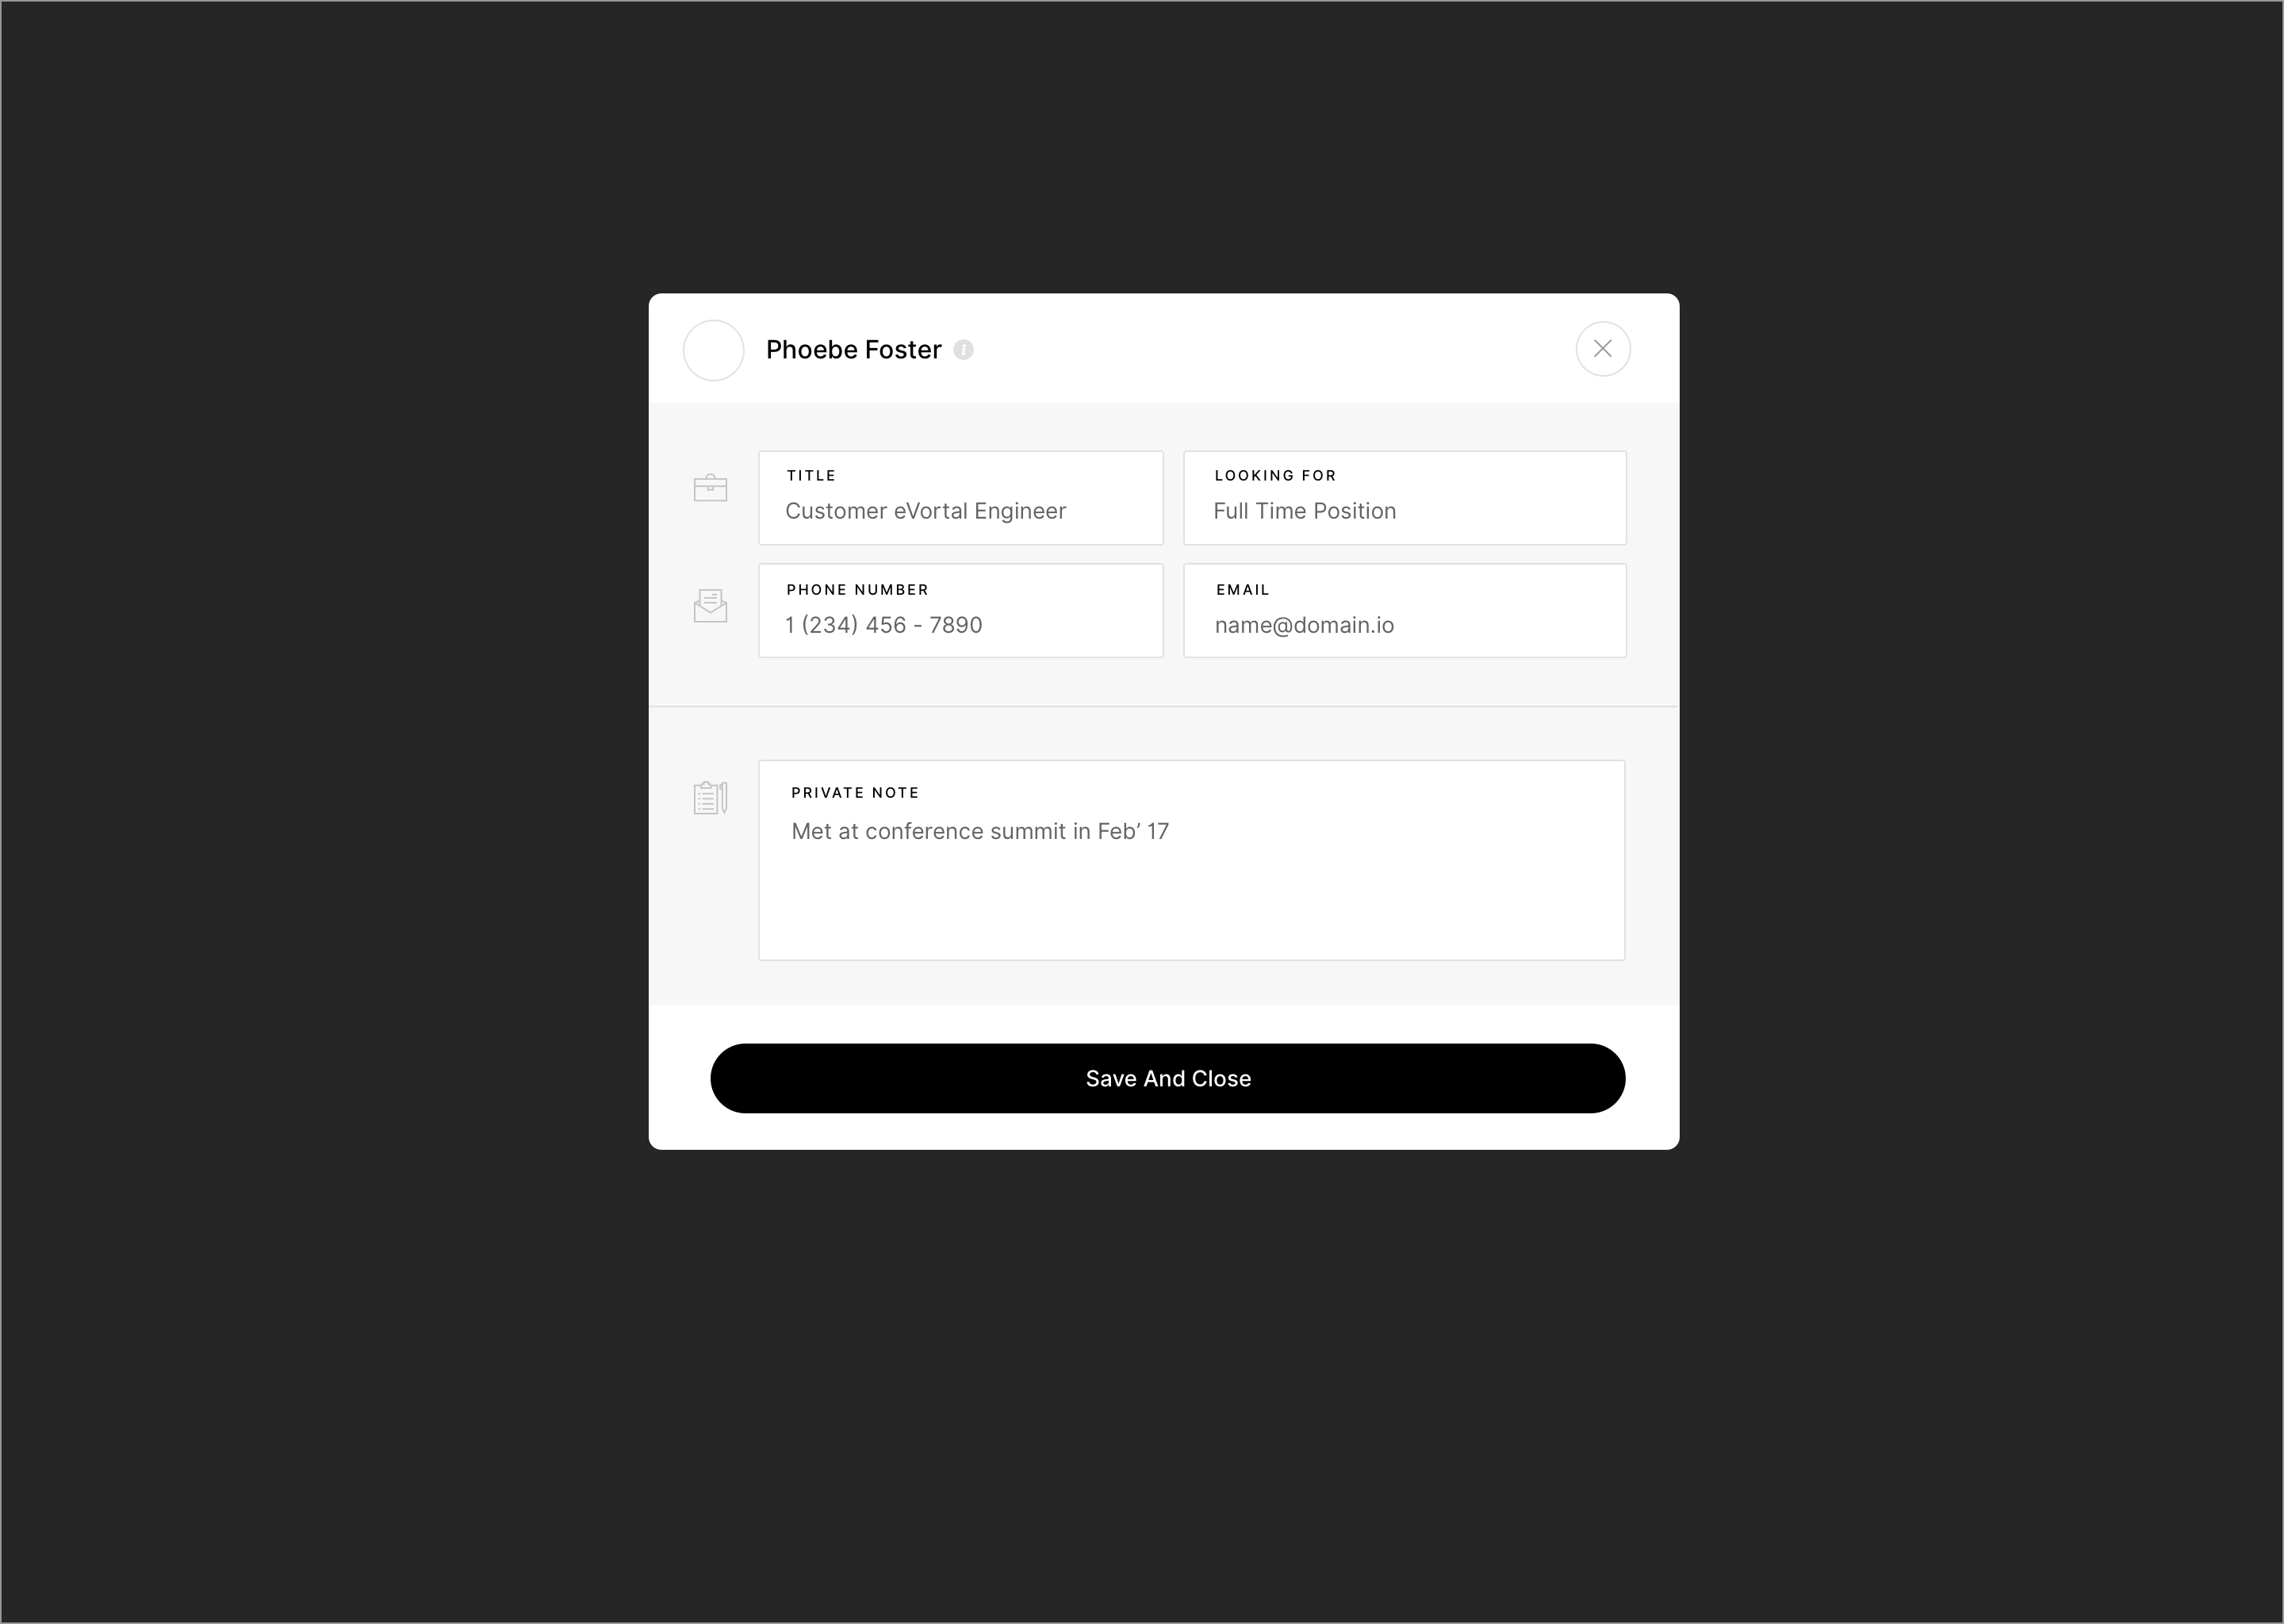 Phoebe Foster i
TITLE
Customer eVortal Engineer
LOOKING FOR
Full Time Position
PHONE NUMBER
1 (234) 456 - 7890
EMAIL
name@domain.io
PRIVATE NOTE
Met at conference summit in Feb’ 17
Save And Close